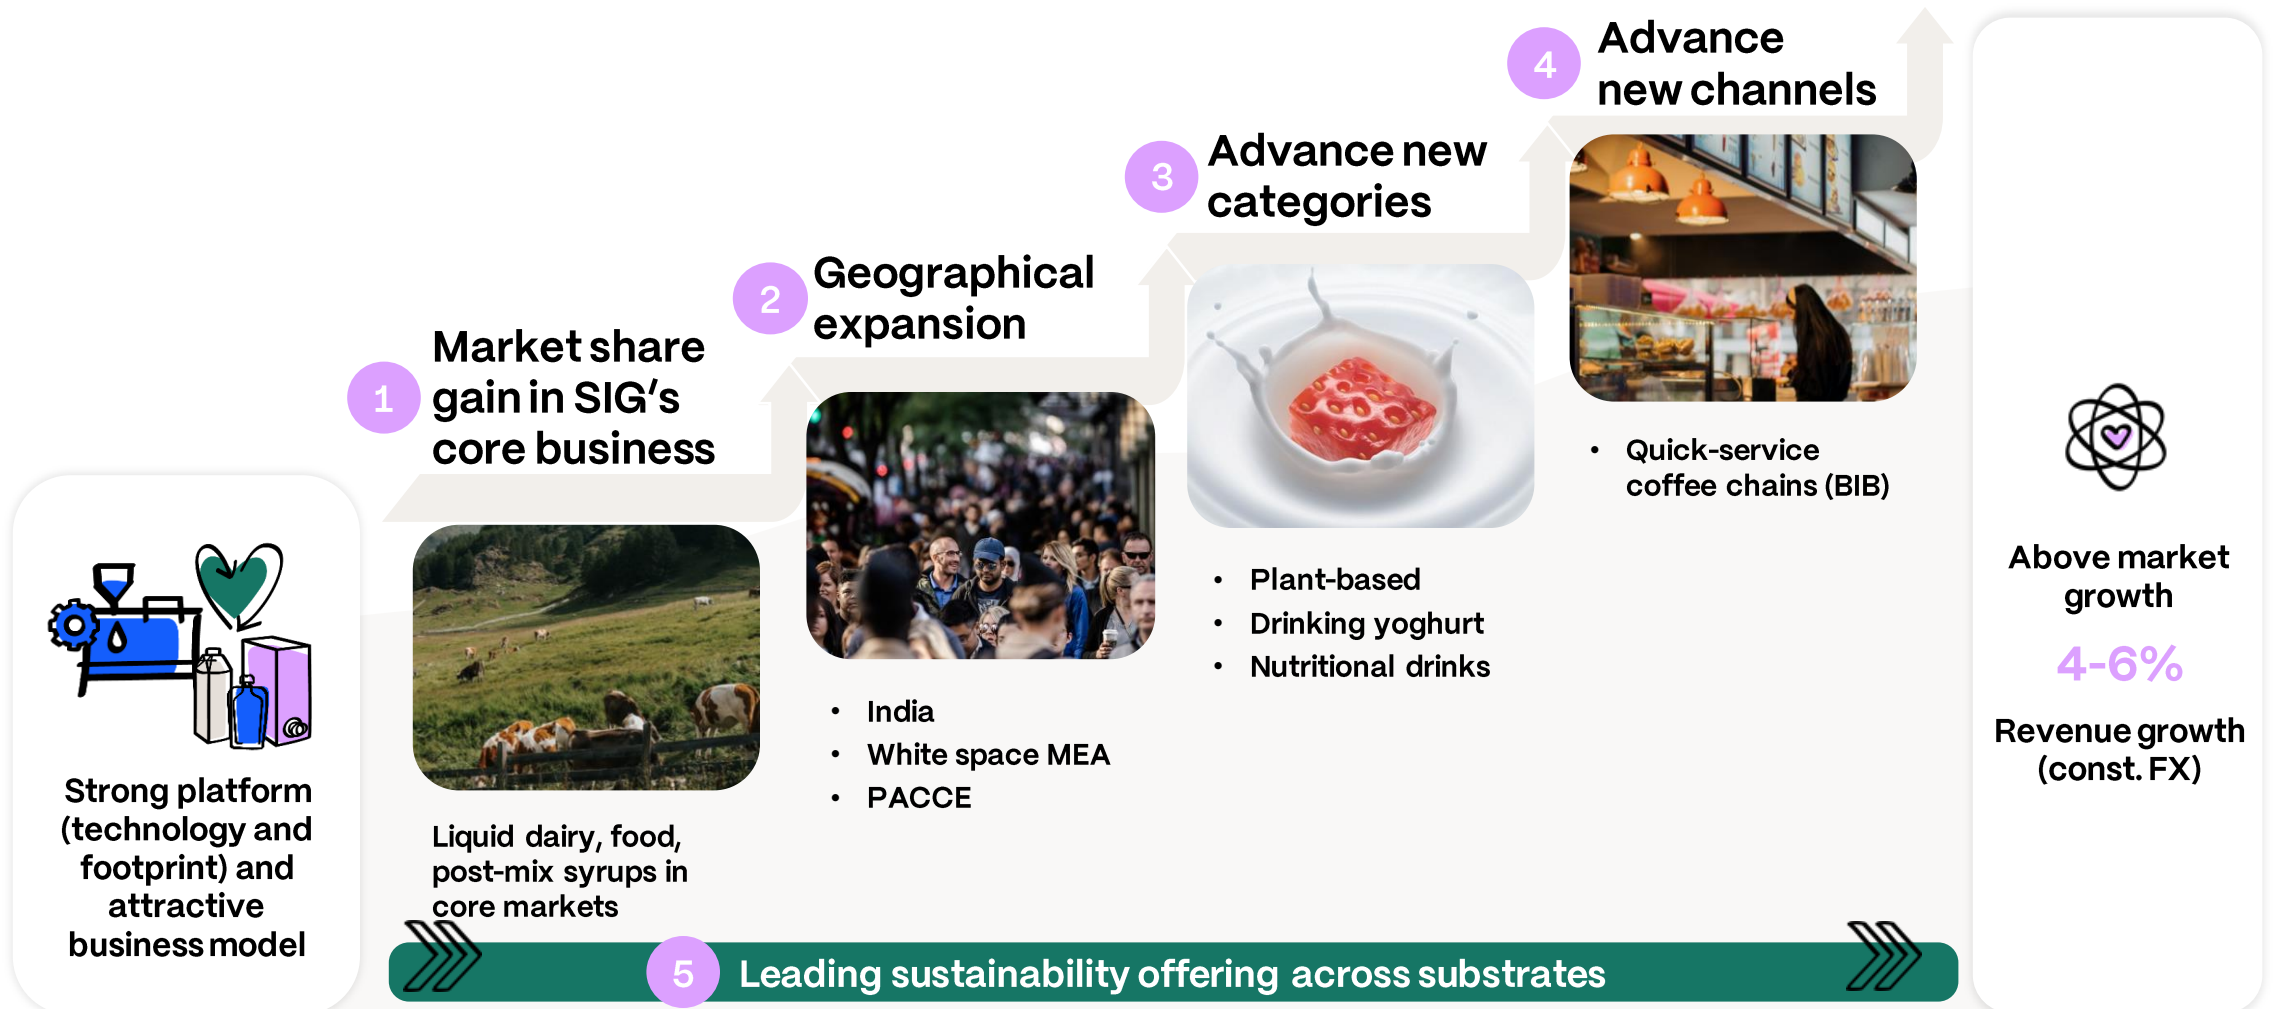 Strong platform
(technology and
footprint) and
attractive
business model
1
Market share
gain in SIG’s
core business
Liquid dairy, food,
post-mix syrups in
core markets
2
Geographical
expansion
• India
• White space MEA
• PACCE
3
Advance new
categories
• Plant-based
• Drinking yoghurt
• Nutritional drinks
4
Advance
new channels
• Quick-service
coffee chains (BIB)
5 Leading sustainability offering across substrates
Above market
growth
4-6%
Revenue growth
(const. FX)